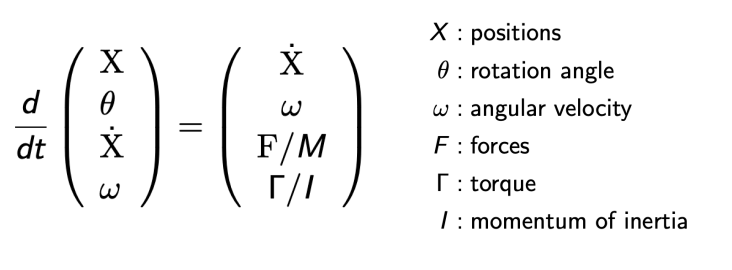 d/dt ( X θ Ẋ ω ) = ( Ẋ ω F/M Γ/I )
X : positions
θ : rotation angle
ω : angular velocity
F : forces
Γ : torque
I : momentum of inertia